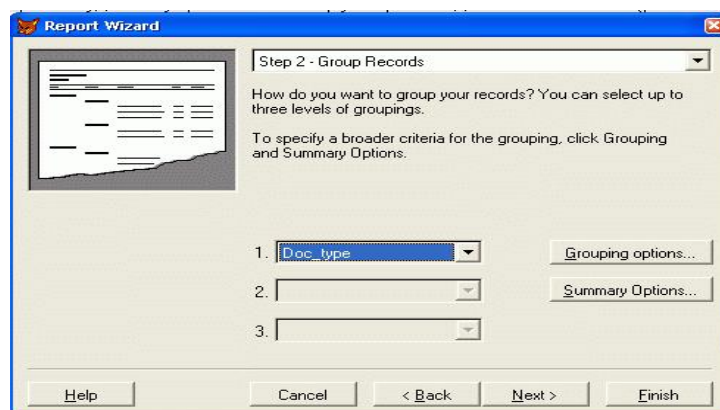 Report Wizard
Step 2 - Group Records
How do you want to group your records? You can select up to
three levels of groupings.
To specify a broader criteria for the grouping, click Grouping
and Summary Options.
1. Doc_type
Grouping options...
2.
Summary Options...
3.
Help
Cancel
< Back
Next >
Finish